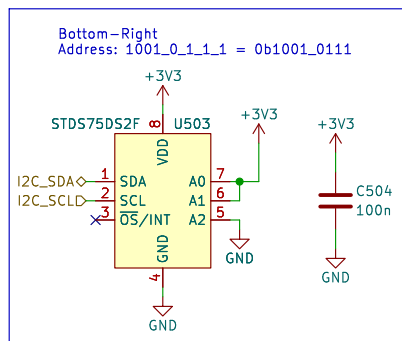 Bottom-Right
Address: 1001_0_1_1_1 = 0b1001_0111
+3V3
STDS75DS2F U503
8
VDD
+3V3
+3V3
I2C_SDA 1 SDA A0 7
I2C_SCL 2 SCL A1 6
3 OS/INT A2 5
C504
100n
GND
4
GND
GND
GND